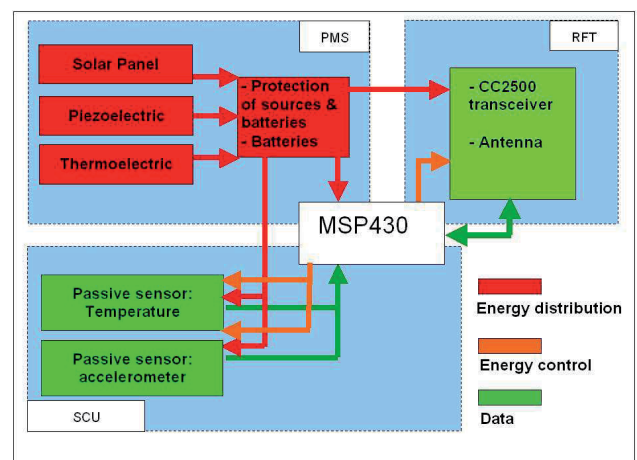 PMS
RFT
Solar Panel
Piezoelectric
Thermoelectric
- Protection
of sources &
batteries
- Batteries
- CC2500
transceiver
- Antenna
MSP430
Passive sensor:
Temperature
Passive sensor:
accelerometer
SCU
Energy distribution
Energy control
Data